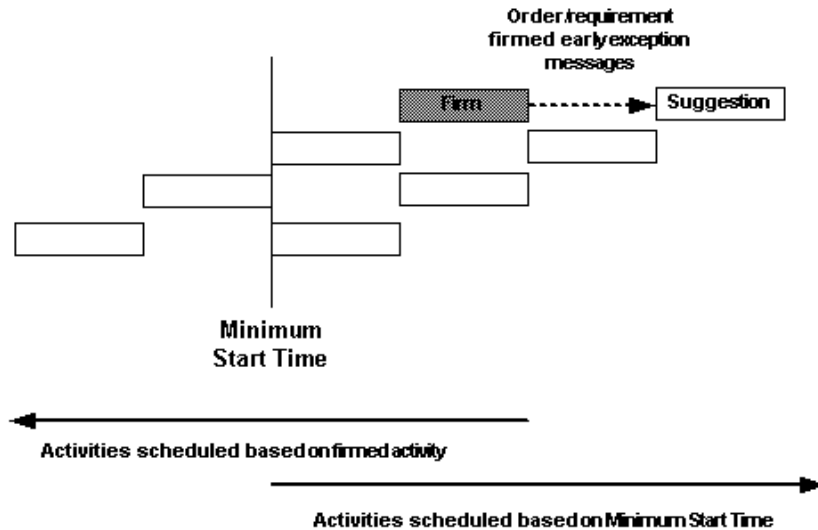 Order/requirement
firmed early exception
messages
Firm
Suggestion
Minimum
Start Time
Activities scheduled based on firmed activity
Activities scheduled based on Minimum Start Time